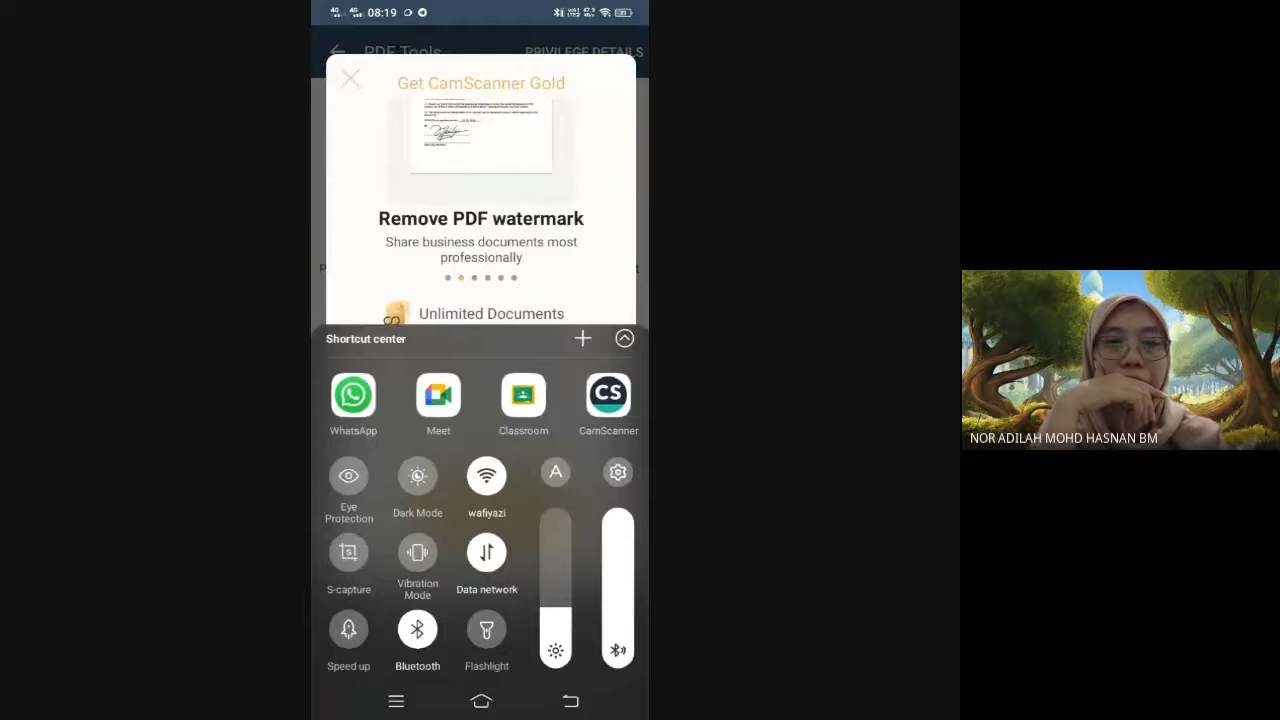 08:19
PDF Tools
PRIVILEGE DETAILS
Get CamScanner Gold
Remove PDF watermark
Share business documents most
professionally
Unlimited Documents
Shortcut center
WhatsApp
Meet
Classroom
CS
CamScanner
Eye
Protection
Dark Mode
wafiyazi
A
S-capture
Vibration
Mode
Data network
Speed up
Bluetooth
Flashlight
NOR ADILAH MOHD HASNAN BM